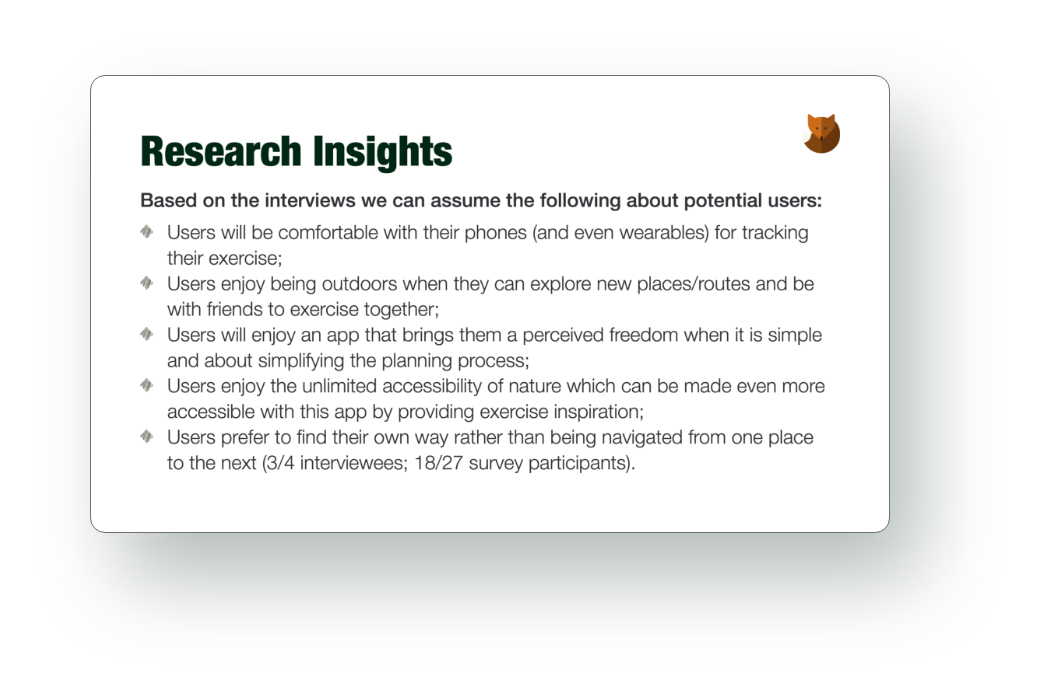 Research Insights
Based on the interviews we can assume the following about potential users:
Users will be comfortable with their phones (and even wearables) for tracking
their exercise;
Users enjoy being outdoors when they can explore new places/routes and be
with friends to exercise together;
Users will enjoy an app that brings them a perceived freedom when it is simple
and about simplifying the planning process;
Users enjoy the unlimited accessibility of nature which can be made even more
accessible with this app by providing exercise inspiration;
Users prefer to find their own way rather than being navigated from one place
to the next (3/4 interviewees; 18/27 survey participants).